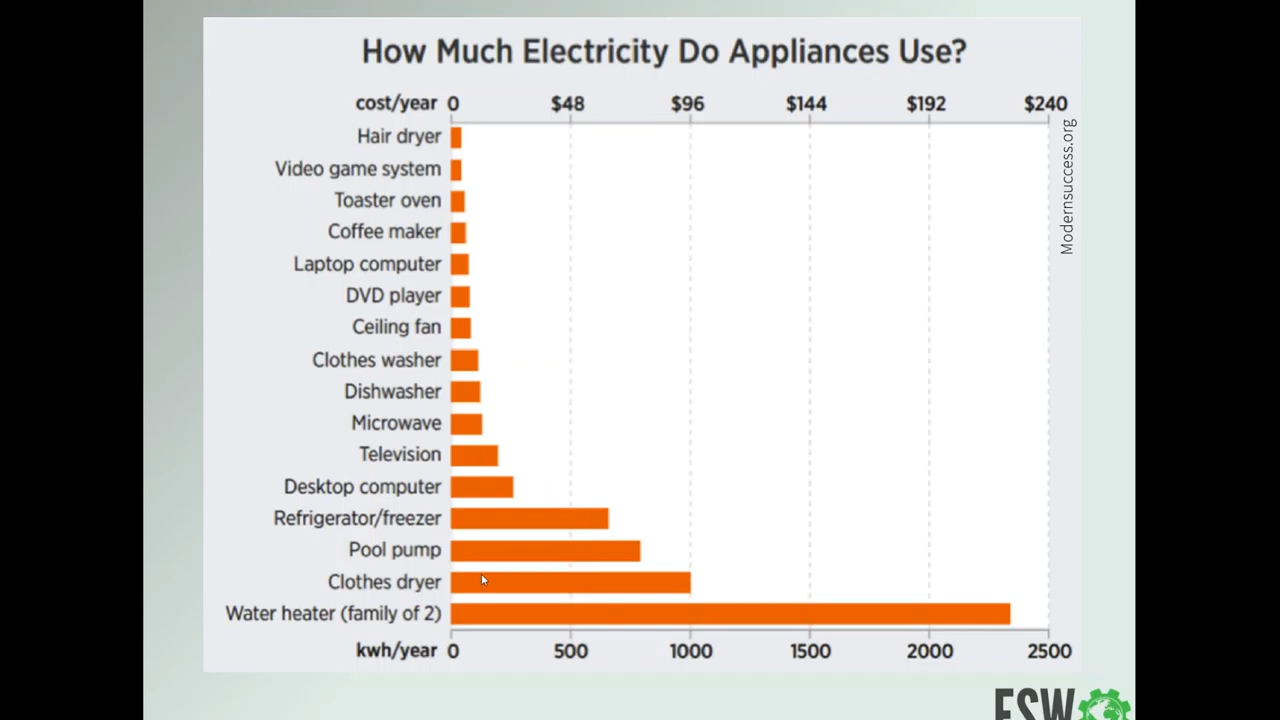 How Much Electricity Do Appliances Use?
cost/year 0 $48 $96 $144 $192 $240
Hair dryer
Video game system
Toaster oven
Coffee maker
Laptop computer
DVD player
Ceiling fan
Clothes washer
Dishwasher
Microwave
Television
Desktop computer
Refrigerator/freezer
Pool pump
Clothes dryer
Water heater (family of 2)
kwh/year 0 500 1000 1500 2000 2500
Modernsuccess.org
ESW